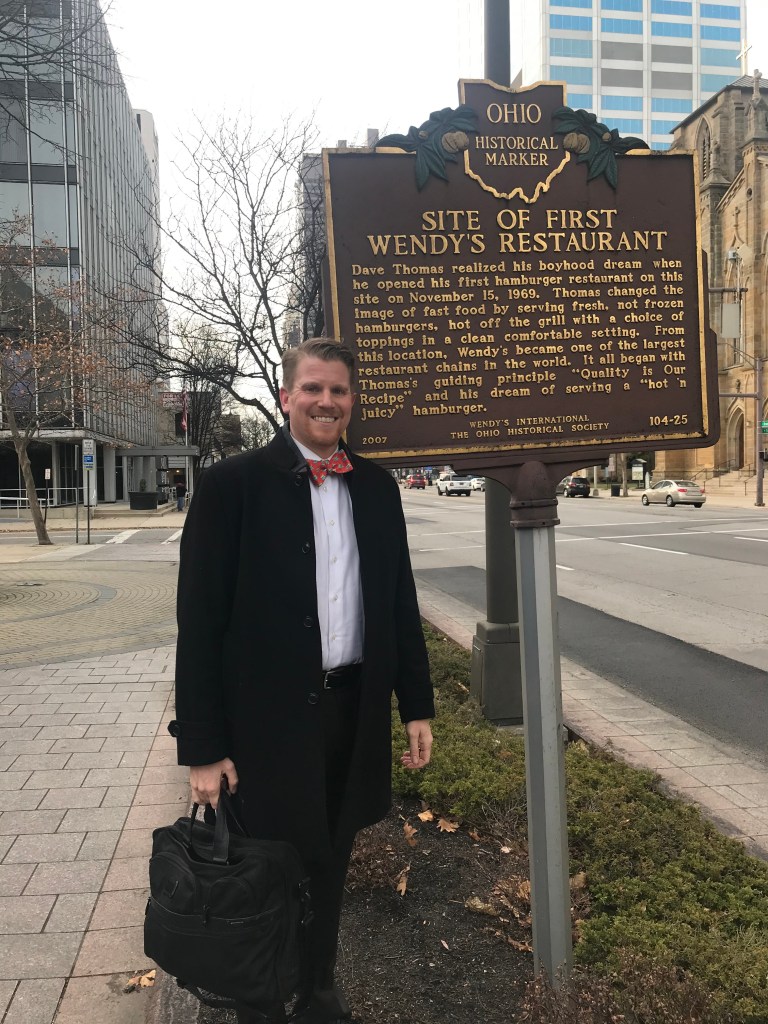 OHIO
HISTORICAL
MARKER
SITE OF FIRST
WENDY'S RESTAURANT
Dave Thomas realized his boyhood dream when
he opened his first hamburger restaurant on this
site on November 15, 1969. Thomas changed the
image of fast food by serving fresh, not frozen
hamburgers, hot off the grill with a choice of
toppings in a clean comfortable setting. From
this location, Wendy's became one of the largest
restaurant chains in the world. It all began with
Thomas's guiding principle "Quality is Our
Recipe" and his dream of serving a "hot 'n
juicy" hamburger.
WENDY'S INTERNATIONAL
THE OHIO HISTORICAL SOCIETY
2007
104-25